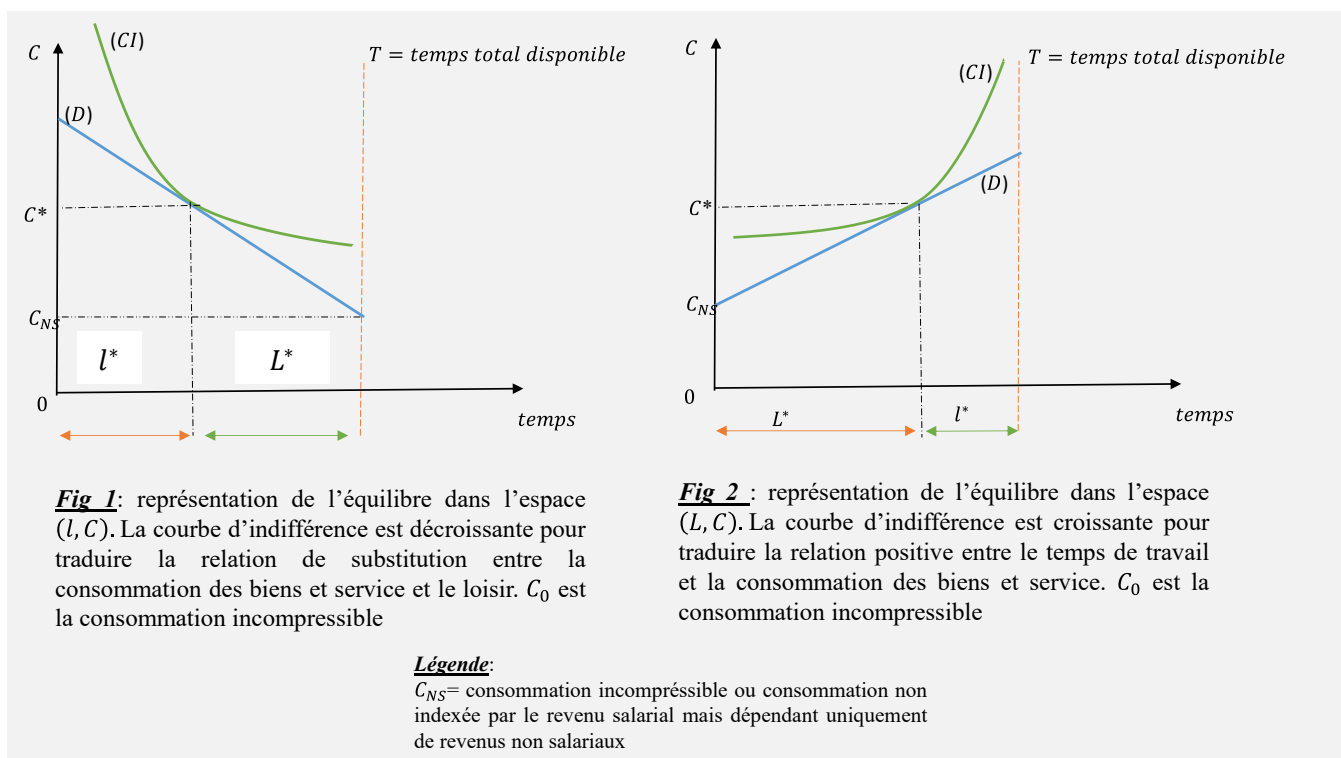 C
(CI)
T = temps total disponible
(D)
C*
C_NS
l*
L*
0
temps
C
(CI)
T = temps total disponible
(D)
C*
C_NS
0
L*
l*
temps
Fig 1: représentation de l’équilibre dans l’espace
(l, C). La courbe d’indifférence est décroissante pour
traduire la relation de substitution entre la
consommation des biens et service et le loisir. C₀ est
la consommation incompressible
Fig 2 : représentation de l’équilibre dans l’espace
(L, C). La courbe d’indifférence est croissante pour
traduire la relation positive entre le temps de travail
et la consommation des biens et service. C₀ est la
consommation incompressible
Légende:
C_NS= consommation incompréssible ou consommation non
indexée par le revenu salarial mais dépendant uniquement
de revenus non salariaux